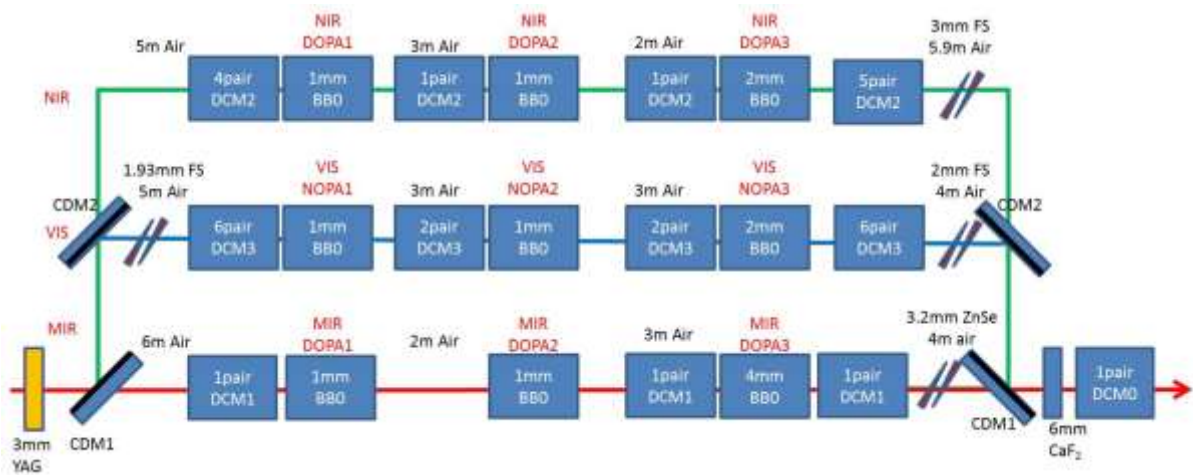 NIR
5m Air
4pair
DCM2
NIR
DOPA1
1mm
BBO
3m Air
1pair
DCM2
NIR
DOPA2
1mm
BBO
2m Air
1pair
DCM2
NIR
DOPA3
2mm
BBO
5pair
DCM2
3mm FS
5.9m Air
CDM2
VIS
1.93mm FS
5m Air
6pair
DCM3
VIS
NOPA1
1mm
BBO
3m Air
2pair
DCM3
VIS
NOPA2
1mm
BBO
3m Air
2pair
DCM3
VIS
NOPA3
2mm
BBO
6pair
DCM3
2mm FS
4m Air
CDM2
MIR
3mm
YAG
CDM1
6m Air
1pair
DCM1
MIR
DOPA1
1mm
BBO
2m Air
MIR
DOPA2
1mm
BBO
3m Air
1pair
DCM1
MIR
DOPA3
4mm
BBO
1pair
DCM1
3.2mm ZnSe
4m air
CDM1
6mm
CaF₂
1pair
DCM0